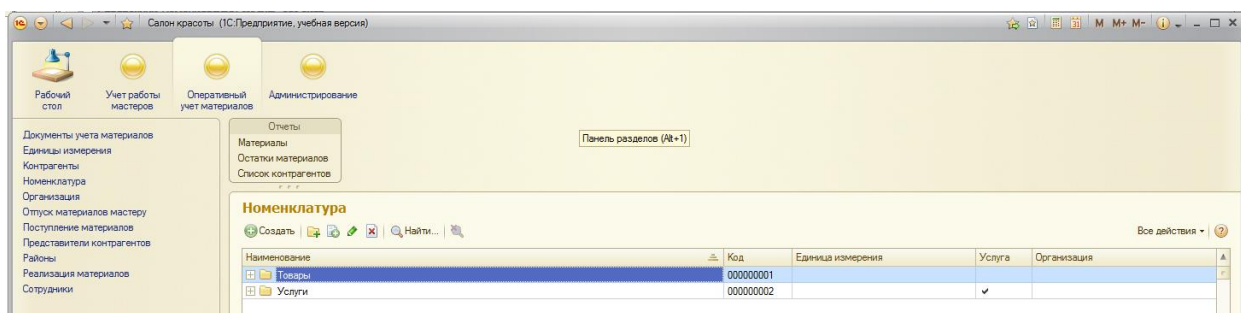 Салон красоты (1С:Предприятие, учебная версия)
M M+ M-
Рабочий стол
Учет работы мастеров
Оперативный учет материалов
Администрирование
Документы учета материалов
Единицы измерения
Контрагенты
Номенклатура
Организация
Отпуск материалов мастеру
Поступление материалов
Представители контрагентов
Районы
Реализация материалов
Сотрудники
Отчеты
Материалы
Остатки материалов
Список контрагентов
Панель разделов (Alt+1)
Номенклатура
Создать Найти... Все действия
Наименование Код Единица измерения Услуга Организация
Товары 000000001
Услуги 000000002